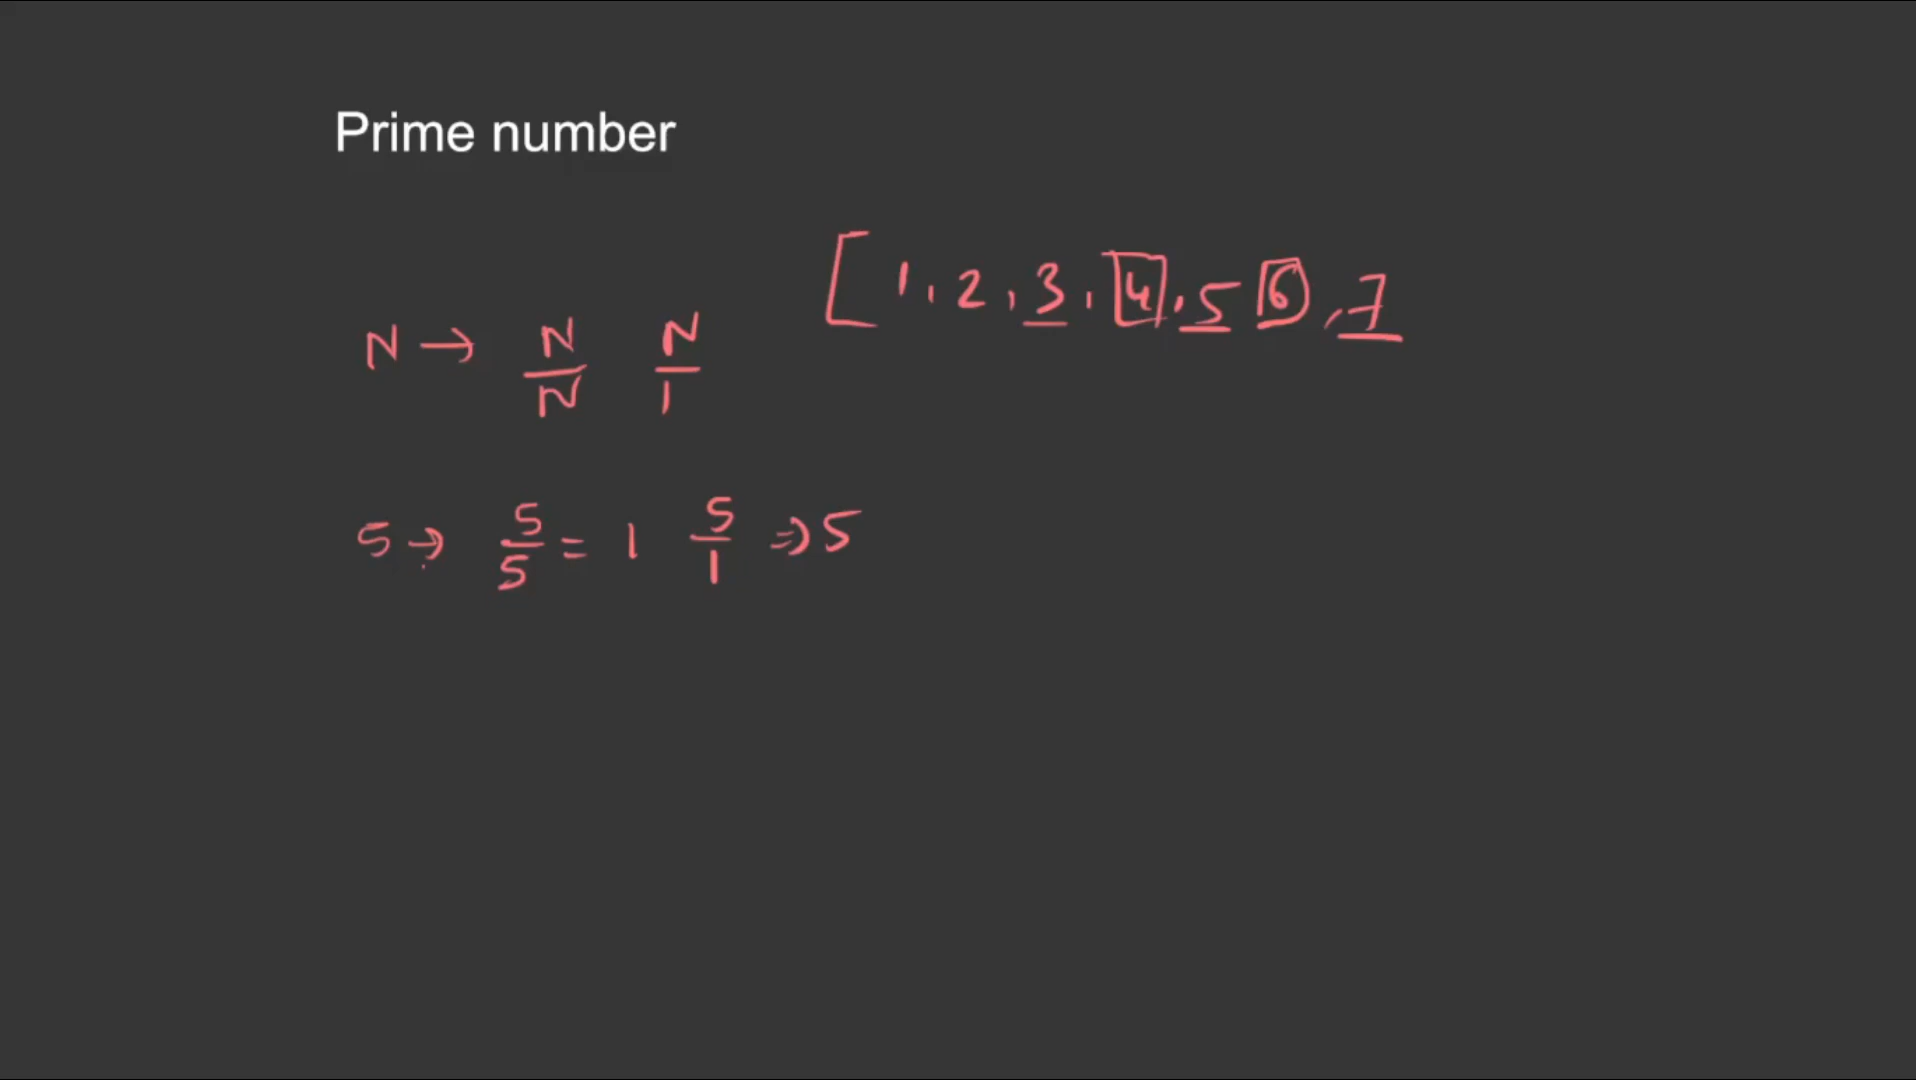 Prime number
[ 1, 2, 3, 4, 5 6, 7
N → N/N N/1
5 → 5/5 = 1 5/1 ⇒ 5